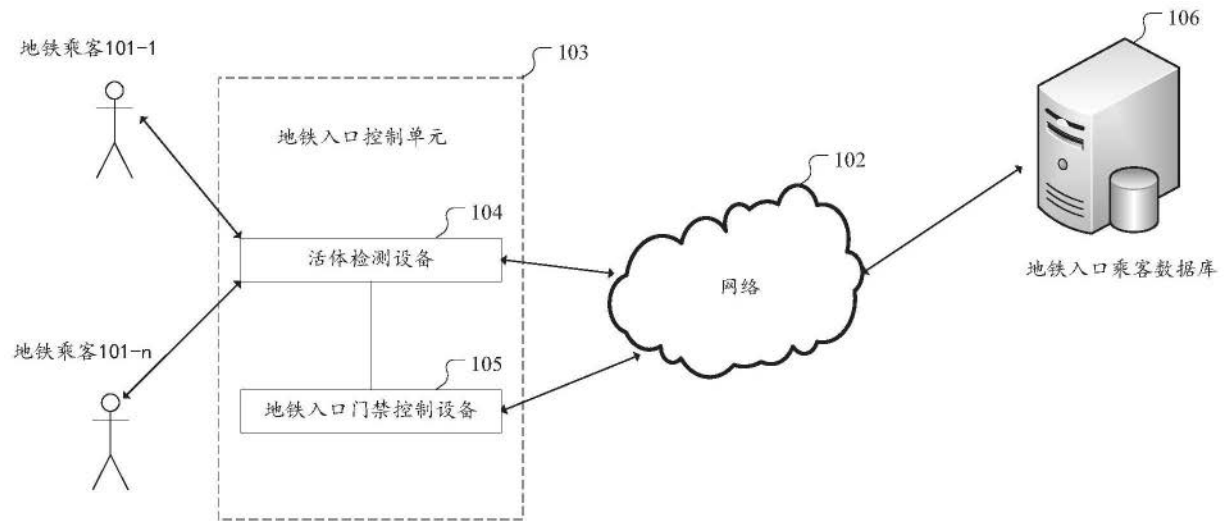 地铁乘客101-1
103
106
地铁入口控制单元
102
104
活体检测设备
网络
地铁入口乘客数据库
地铁乘客101-n
105
地铁入口门禁控制设备